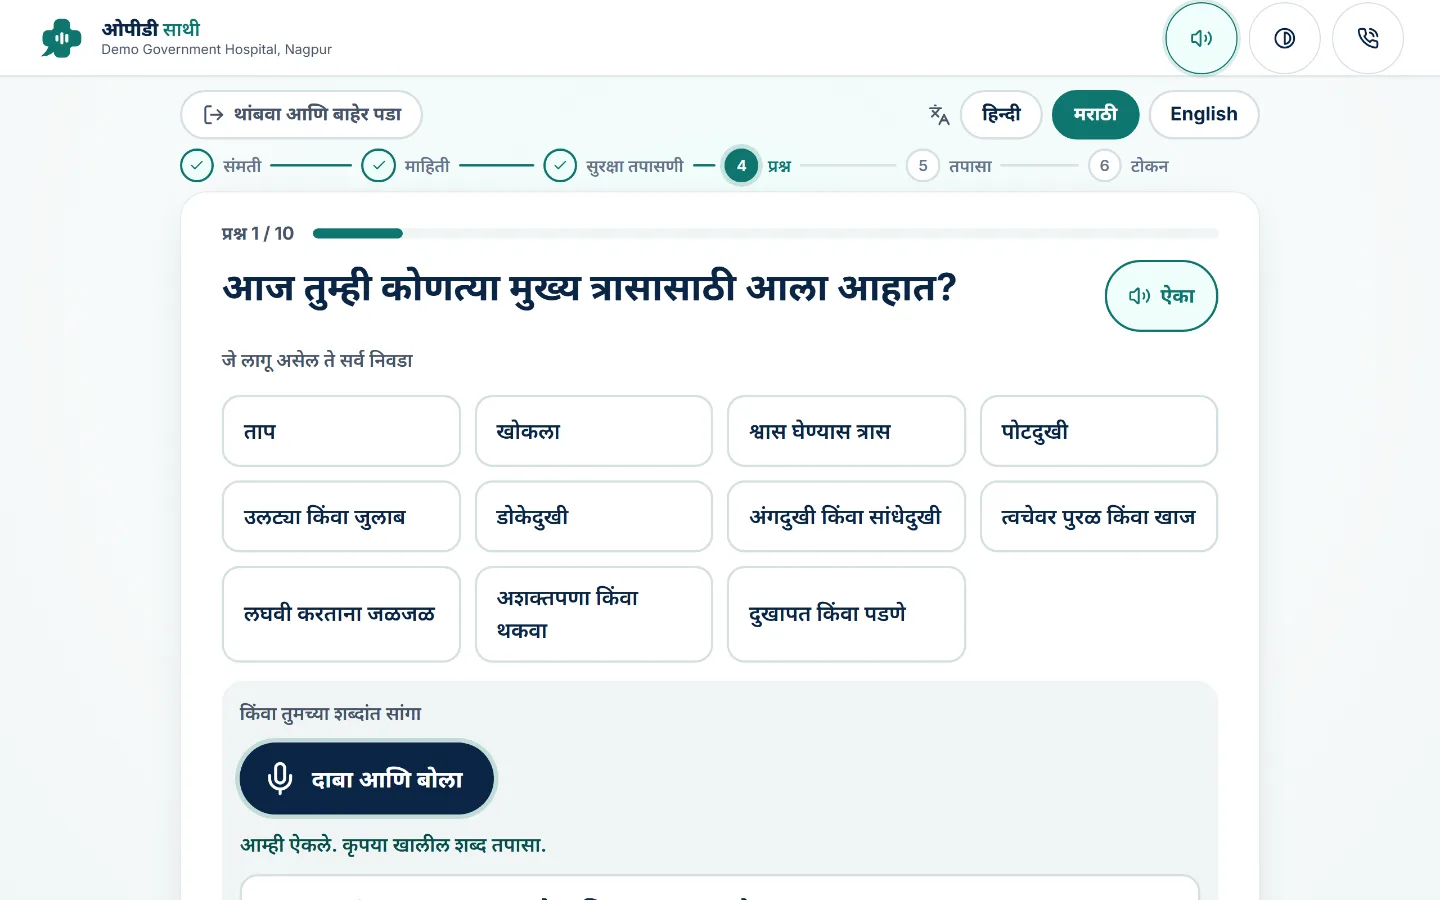 ओपीडी साथी
Demo Government Hospital, Nagpur
थांबवा आणि बाहेर पडा
हिन्दी
मराठी
English
संमती
माहिती
सुरक्षा तपासणी
4 प्रश्न
5 तपासा
6 टोकन
प्रश्न 1 / 10
आज तुम्ही कोणत्या मुख्य त्रासासाठी आला आहात?
ऐका
जे लागू असेल ते सर्व निवडा
ताप
खोकला
श्वास घेण्यास त्रास
पोटदुखी
उलट्या किंवा जुलाब
डोकेदुखी
अंगदुखी किंवा सांधेदुखी
त्वचेवर पुरळ किंवा खाज
लघवी करताना जळजळ
अशक्तपणा किंवा
थकवा
दुखापत किंवा पडणे
किंवा तुमच्या शब्दांत सांगा
दाबा आणि बोला
आम्ही ऐकले. कृपया खालील शब्द तपासा.